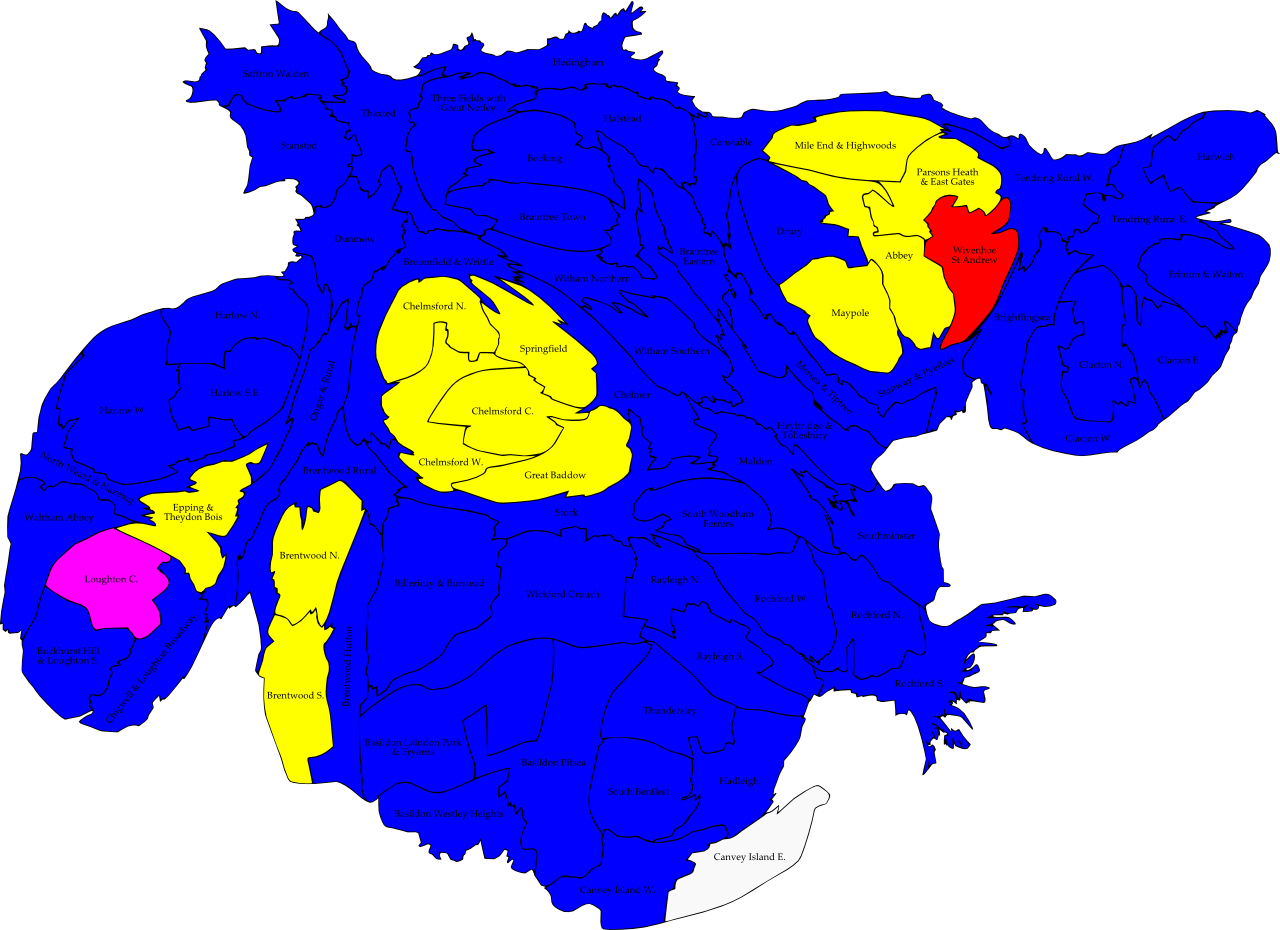 Hedingham
Saffron Walden
Three Fields with
Great Notley
Thaxted
Halstead
Constable
Stansted
Mile End & Highwoods
Bocking
Harwich
Parsons Heath
& East Gates
Tendring Rural W.
Braintree Town
Tendring Rural E.
Drury
Dunmow
Braintree
Eastern
Abbey
Wivenhoe
St Andrew
Broomfield & Writtle
Witham Northern
Frinton & Walton
Chelmsford N.
Maypole
Harlow N.
Brightlingsea
Springfield
Witham Southern
Clacton E.
Clacton N.
Stanway & Pyefleet
Mersea & Tiptree
Ongar & Rural
Harlow S.E.
Chelmer
Harlow W.
Chelmsford C.
Heybridge &
Tollesbury
Clacton W.
Chelmsford W.
Maldon
Brentwood Rural
Great Baddow
North Weald & Nazeing
Epping &
Theydon Bois
Waltham Abbey
Stock
South Woodham
Ferrers
Southminster
Brentwood N.
Loughton C.
Billericay & Burstead
Rayleigh N.
Wickford Crouch
Rochford W.
Rochford N.
Buckhurst Hill
& Loughton S.
Chigwell & Loughton Broadway
Rayleigh S.
Brentwood Hutton
Rochford S.
Brentwood S.
Thundersley
Basildon Laindon Park
& Fryerns
Basildon Pitsea
Hadleigh
South Benfleet
Basildon Westley Heights
Canvey Island E.
Canvey Island W.